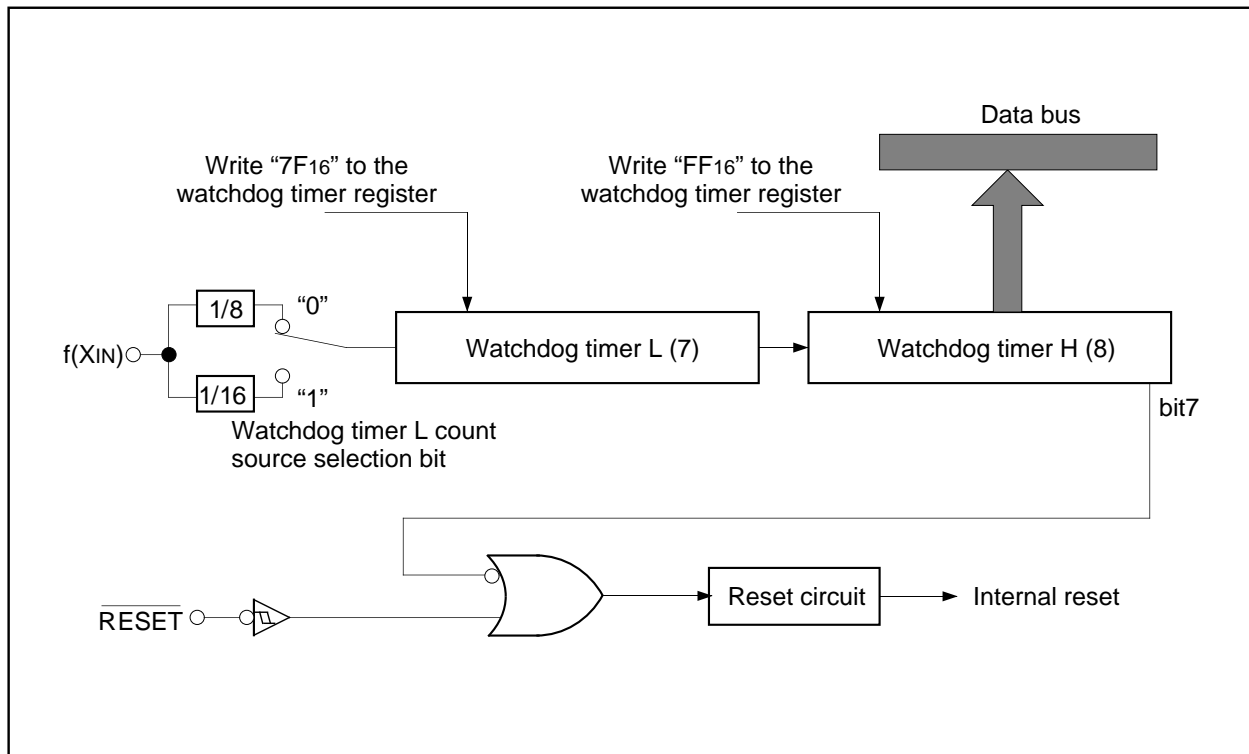 Data bus
Write “7F16” to the
watchdog timer register
Write “FF16” to the
watchdog timer register
1/8
“0”
f(XIN)
Watchdog timer L (7)
Watchdog timer H (8)
1/16
“1”
bit7
Watchdog timer L count
source selection bit
RESET
Reset circuit
Internal reset